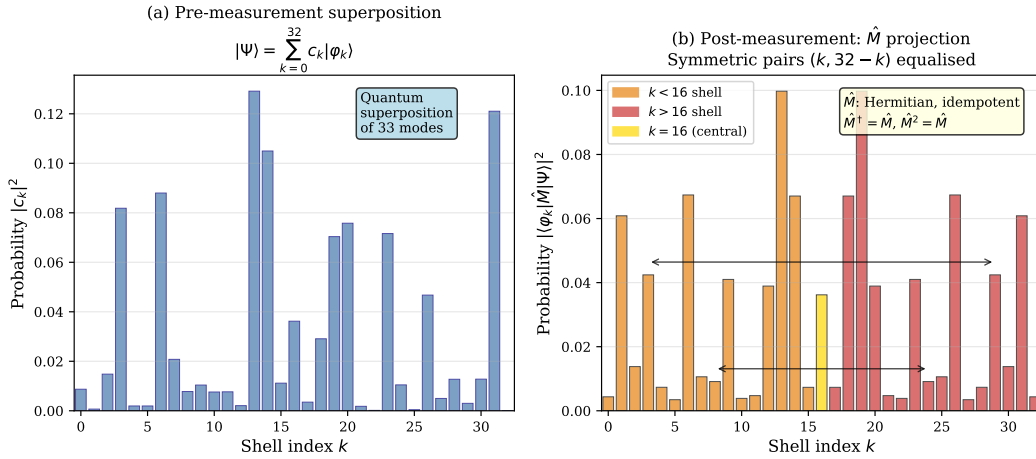 (a) Pre-measurement superposition
|Ψ⟩ = ∑_{k=0}^{32} c_k|φ_k⟩
Probability |c_k|²
0.12
0.10
0.08
0.06
0.04
0.02
0.00
Quantum
superposition
of 33 modes
0 5 10 15 20 25 30
Shell index k
(b) Post-measurement: M̂ projection
Symmetric pairs (k, 32 − k) equalised
Probability |⟨φ_k|M̂|Ψ⟩|²
0.10
0.08
0.06
0.04
0.02
0.00
k < 16 shell
k > 16 shell
k = 16 (central)
M̂: Hermitian, idempotent
M̂† = M̂, M̂² = M̂
0 5 10 15 20 25 30
Shell index k